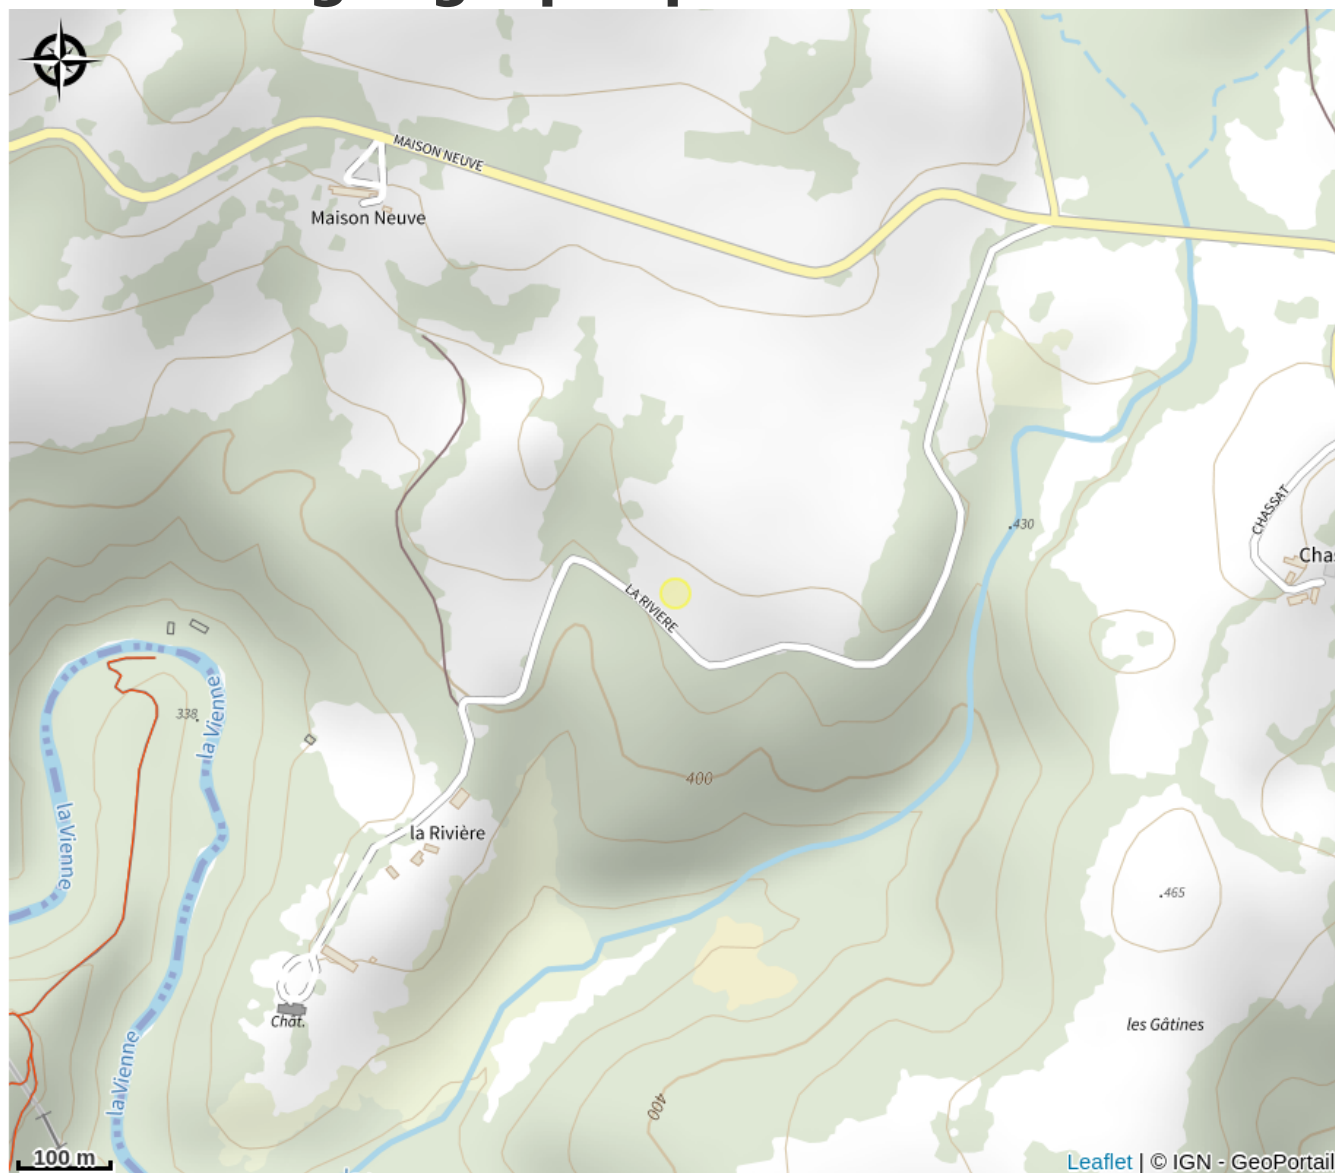 MAISON NEUVE
Maison Neuve
CHASSAT
430
LA RIVIERE
338
la Vienne
400
la Vienne
la Rivière
465
Chât.
les Gâtines
la Vienne
400
100 m
Leaflet | © IGN - GeoPortail